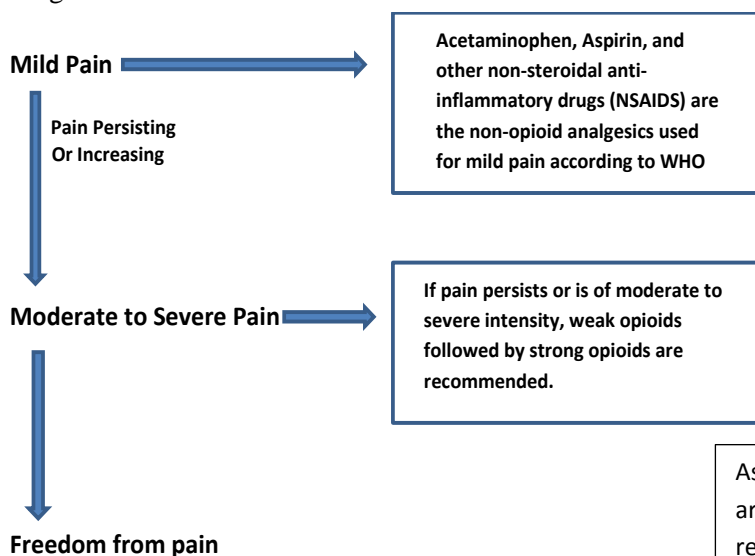 Mild Pain
Acetaminophen, Aspirin, and
other non-steroidal anti-
inflammatory drugs (NSAIDS) are
the non-opioid analgesics used
for mild pain according to WHO
Pain Persisting
Or Increasing
Moderate to Severe Pain
If pain persists or is of moderate to
severe intensity, weak opioids
followed by strong opioids are
recommended.
Freedom from pain